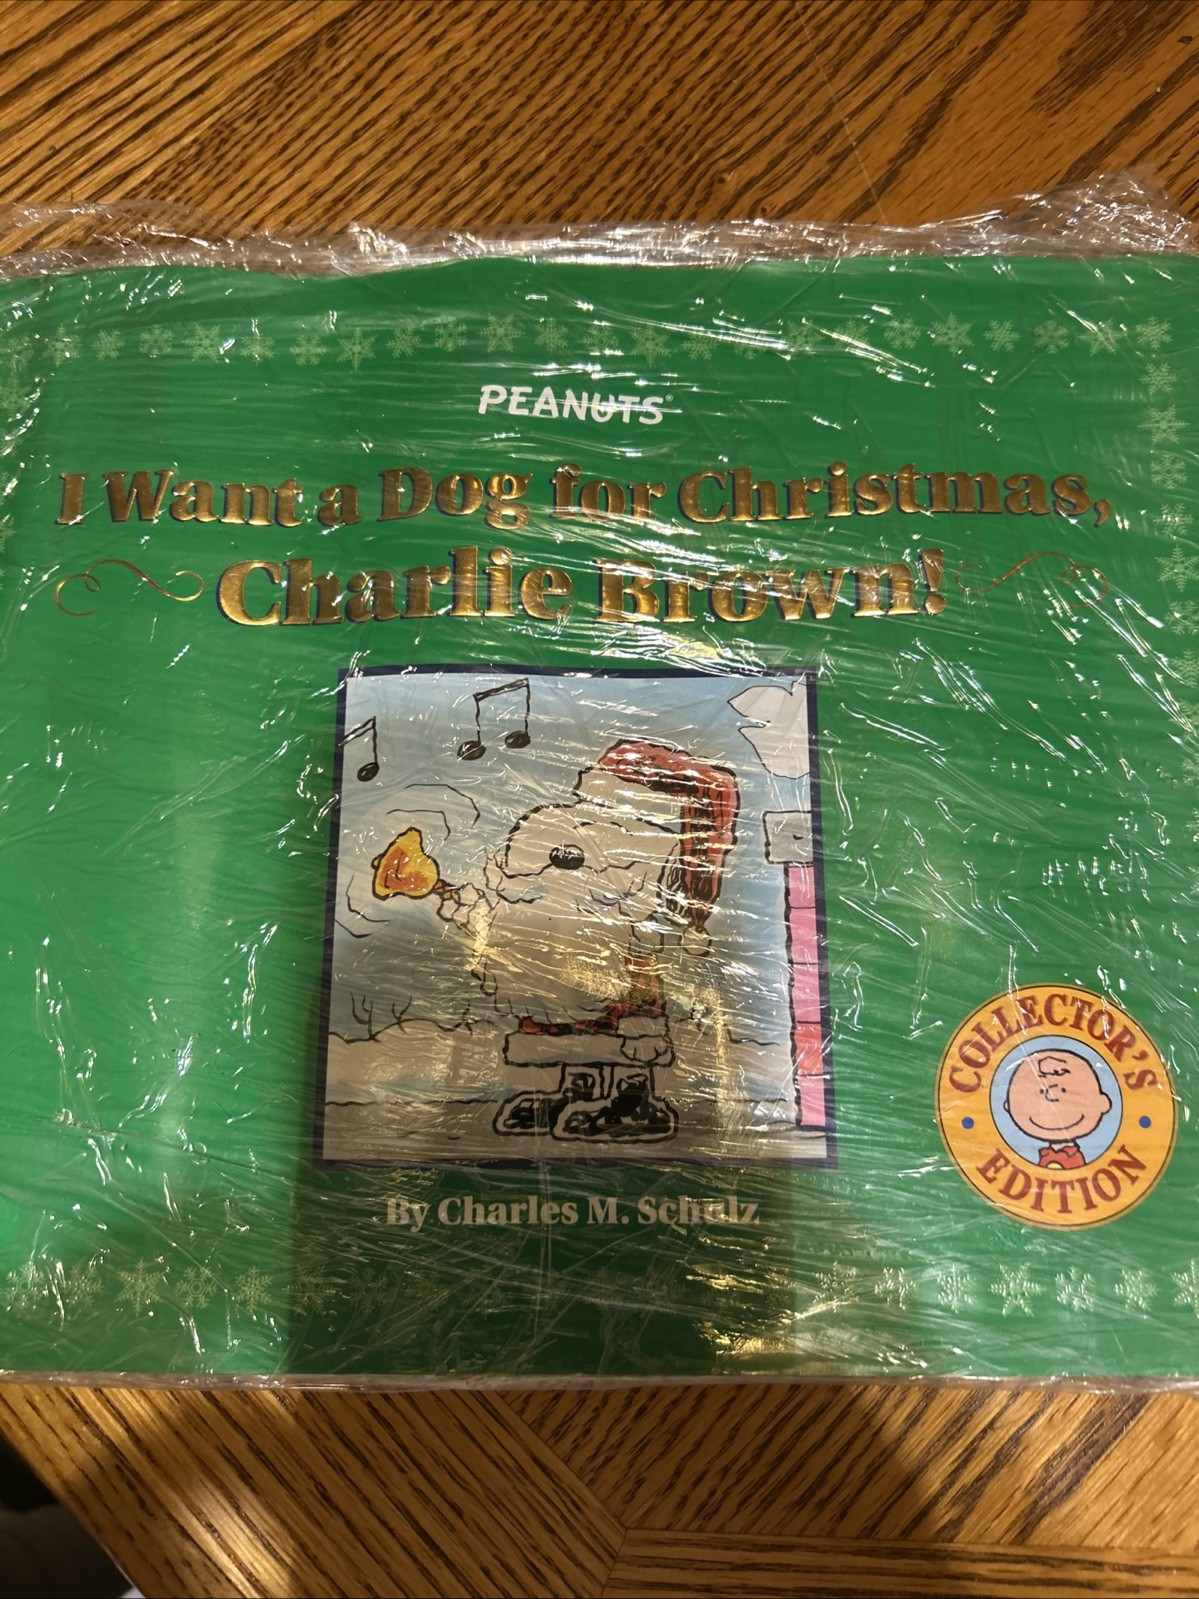 PEANUTS®
I Want a Dog for Christmas,
Charlie Brown!
COLLECTOR'S
EDITION
By Charles M. Schulz